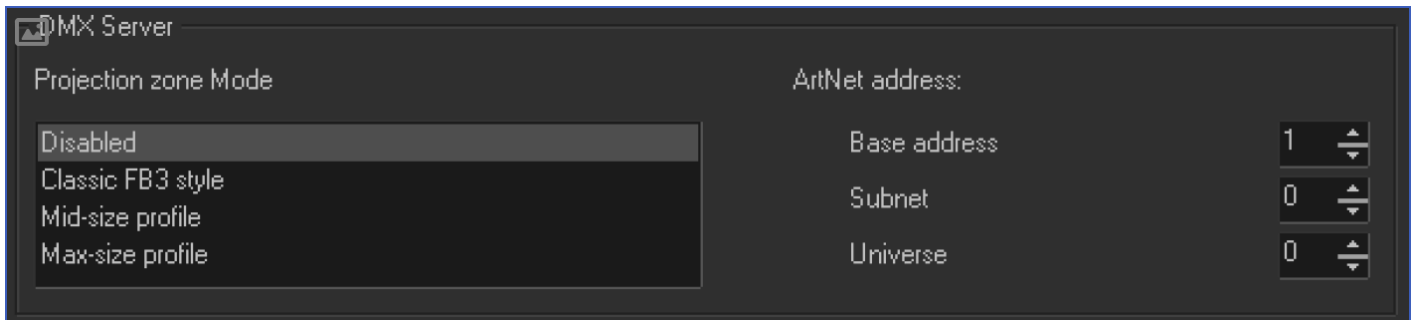 DMX Server
Projection zone Mode
ArtNet address:
Disabled
Classic FB3 style
Mid-size profile
Max-size profile
Base address 1
Subnet 0
Universe 0